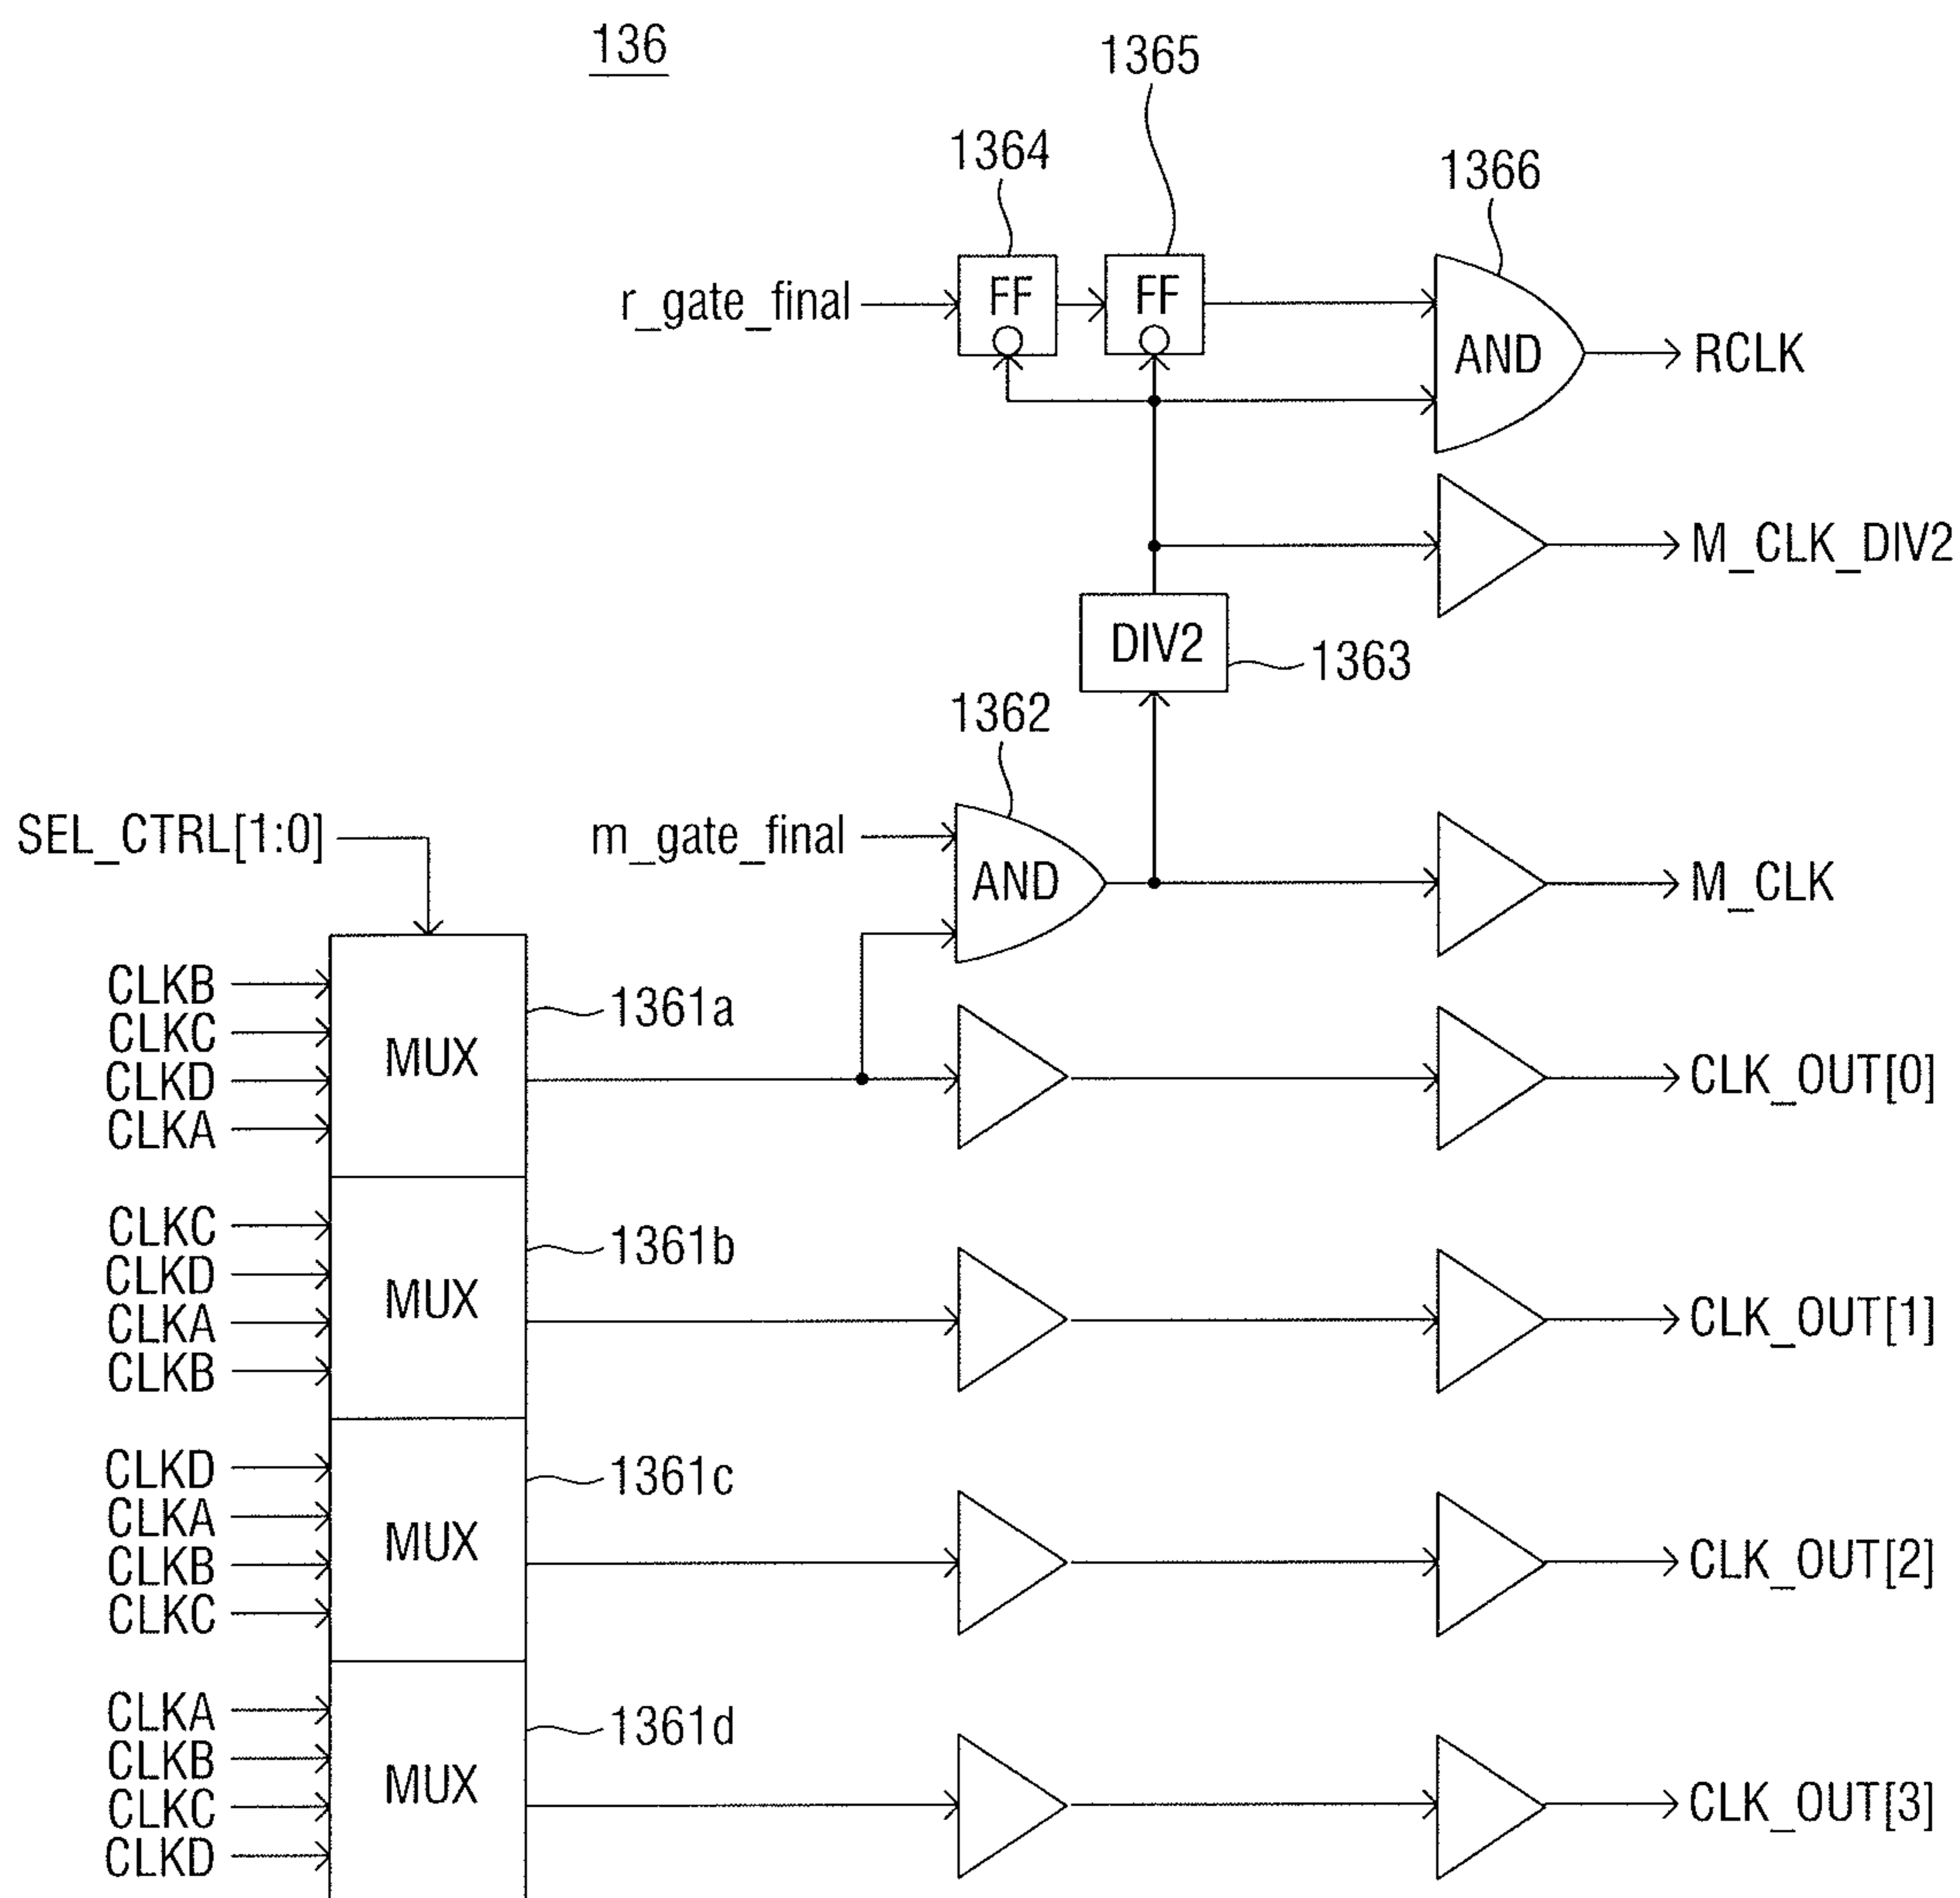 136
1365
1364
1366
r_gate_final
FF
FF
AND
RCLK
M_CLK_DIV2
DIV2
1363
1362
SEL_CTRL[1:0]
m_gate_final
AND
M_CLK
CLKB
CLKC
CLKD
CLKA
MUX
1361a
CLK_OUT[0]
CLKC
CLKD
CLKA
CLKB
MUX
1361b
CLK_OUT[1]
CLKD
CLKA
CLKB
CLKC
MUX
1361c
CLK_OUT[2]
CLKA
CLKB
CLKC
CLKD
MUX
1361d
CLK_OUT[3]